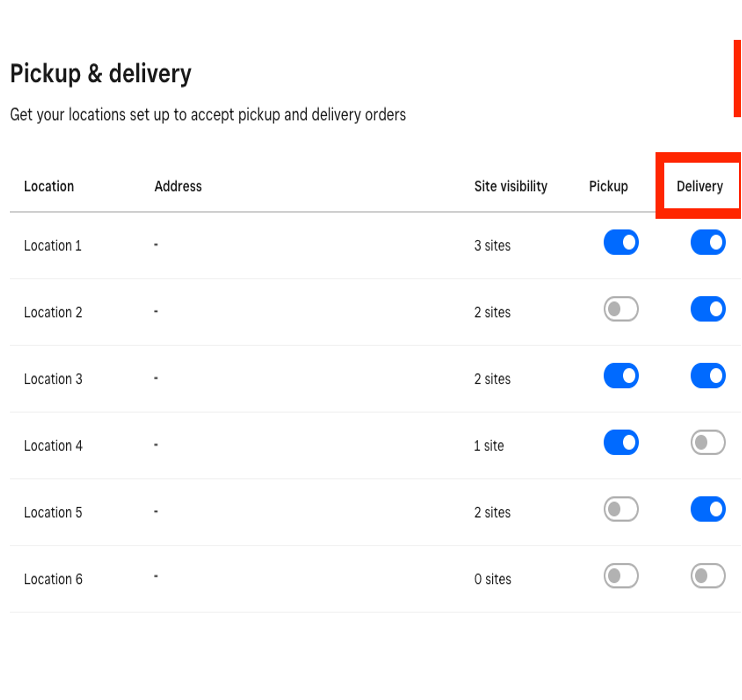 Pickup & delivery
Get your locations set up to accept pickup and delivery orders
Location Address Site visibility Pickup Delivery
Location 1 - 3 sites
Location 2 - 2 sites
Location 3 - 2 sites
Location 4 - 1 site
Location 5 - 2 sites
Location 6 - 0 sites